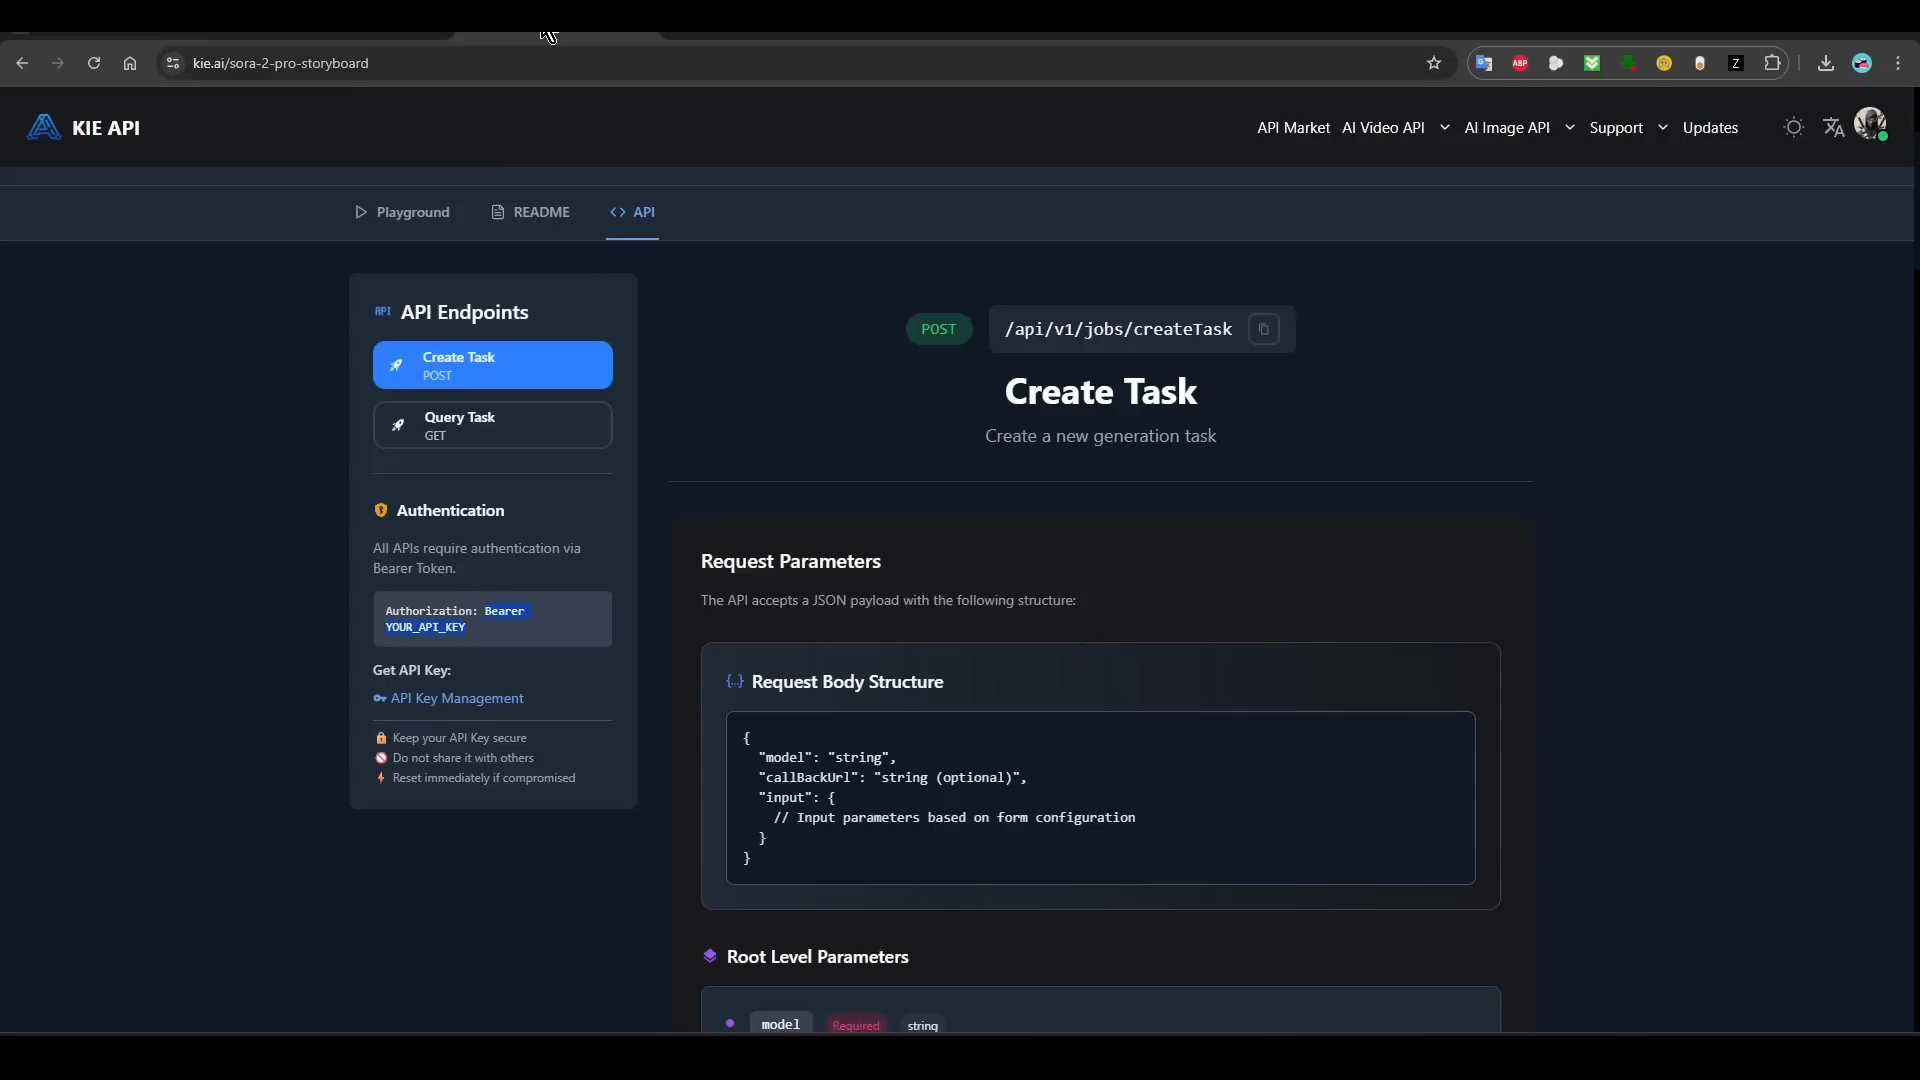 kie.ai/sora-2-pro-storyboard
ABP
Z
KIE API
API Market
AI Video API
AI Image API
Support
Updates
Playground
README
<> API
API API Endpoints
Create Task
POST
Query Task
GET
Authentication
All APIs require authentication via
Bearer Token.
Authorization: Bearer
YOUR_API_KEY
Get API Key:
API Key Management
Keep your API Key secure
Do not share it with others
Reset immediately if compromised
POST /api/v1/jobs/createTask
Create Task
Create a new generation task
Request Parameters
The API accepts a JSON payload with the following structure:
{...} Request Body Structure
{
"model": "string",
"callBackUrl": "string (optional)",
"input": {
// Input parameters based on form configuration
}
}
Root Level Parameters
model Required string